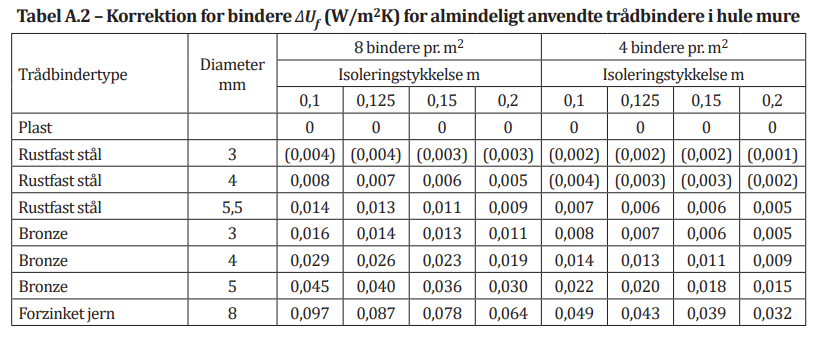 Tabel A.2 – Korrektion for bindere ΔU_f (W/m²K) for almindeligt anvendte trådbindere i hule mure
Trådbindertype Diameter mm 8 bindere pr. m² 4 bindere pr. m²
Isoleringstykkelse m Isoleringstykkelse m
0,1 0,125 0,15 0,2 0,1 0,125 0,15 0,2
Plast 0 0 0 0 0 0 0 0
Rustfast stål 3 (0,004) (0,004) (0,003) (0,003) (0,002) (0,002) (0,002) (0,001)
Rustfast stål 4 0,008 0,007 0,006 0,005 (0,004) (0,003) (0,003) (0,002)
Rustfast stål 5,5 0,014 0,013 0,011 0,009 0,007 0,006 0,006 0,005
Bronze 3 0,016 0,014 0,013 0,011 0,008 0,007 0,006 0,005
Bronze 4 0,029 0,026 0,023 0,019 0,014 0,013 0,011 0,009
Bronze 5 0,045 0,040 0,036 0,030 0,022 0,020 0,018 0,015
Forzinket jern 8 0,097 0,087 0,078 0,064 0,049 0,043 0,039 0,032